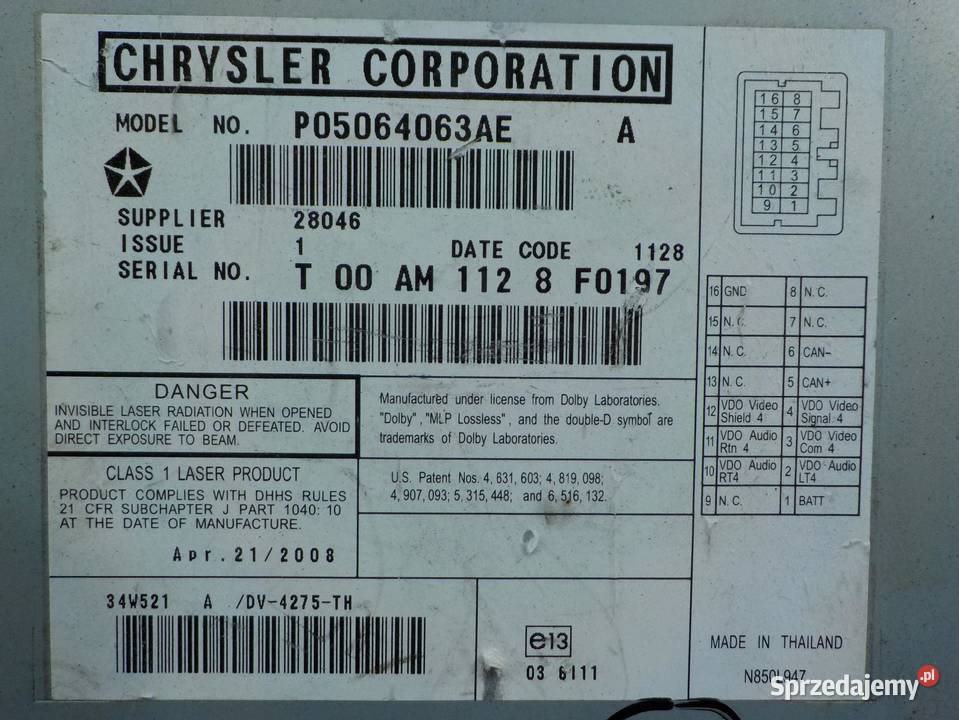 CHRYSLER CORPORATION
MODEL NO. P05064063AE A
SUPPLIER 28046
ISSUE 1 DATE CODE 1128
SERIAL NO. T 00 AM 112 8 F0197
DANGER
INVISIBLE LASER RADIATION WHEN OPENED
AND INTERLOCK FAILED OR DEFEATED. AVOID
DIRECT EXPOSURE TO BEAM.
CLASS 1 LASER PRODUCT
PRODUCT COMPLIES WITH DHHS RULES
21 CFR SUBCHAPTER J PART 1040: 10
AT THE DATE OF MANUFACTURE.
Apr. 21/2008
Manufactured under license from Dolby Laboratories.
"Dolby", "MLP Lossless", and the double-D symbol are
trademarks of Dolby Laboratories.
U.S. Patent Nos. 4, 631, 603; 4, 819, 098;
4, 907, 093; 5, 315, 448; and 6, 516, 132.
34W521 A /DV-4275-TH
e13
03 6111
16 8
15 7
14 6
13 5
12 4
11 3
10 2
9 1
16 GND 8 N. C.
15 N. C. 7 N. C.
14 N. C. 6 CAN-
13 N. C. 5 CAN+
12 VDO Video Shield 4 4 VDO Video Signal 4
11 VDO Audio Rtn 4 3 VDO Video Com 4
10 VDO Audio RT4 2 VDO Audio LT4
9 N. C. 1 BATT
MADE IN THAILAND
N850L947
Sprzedajemy.pl